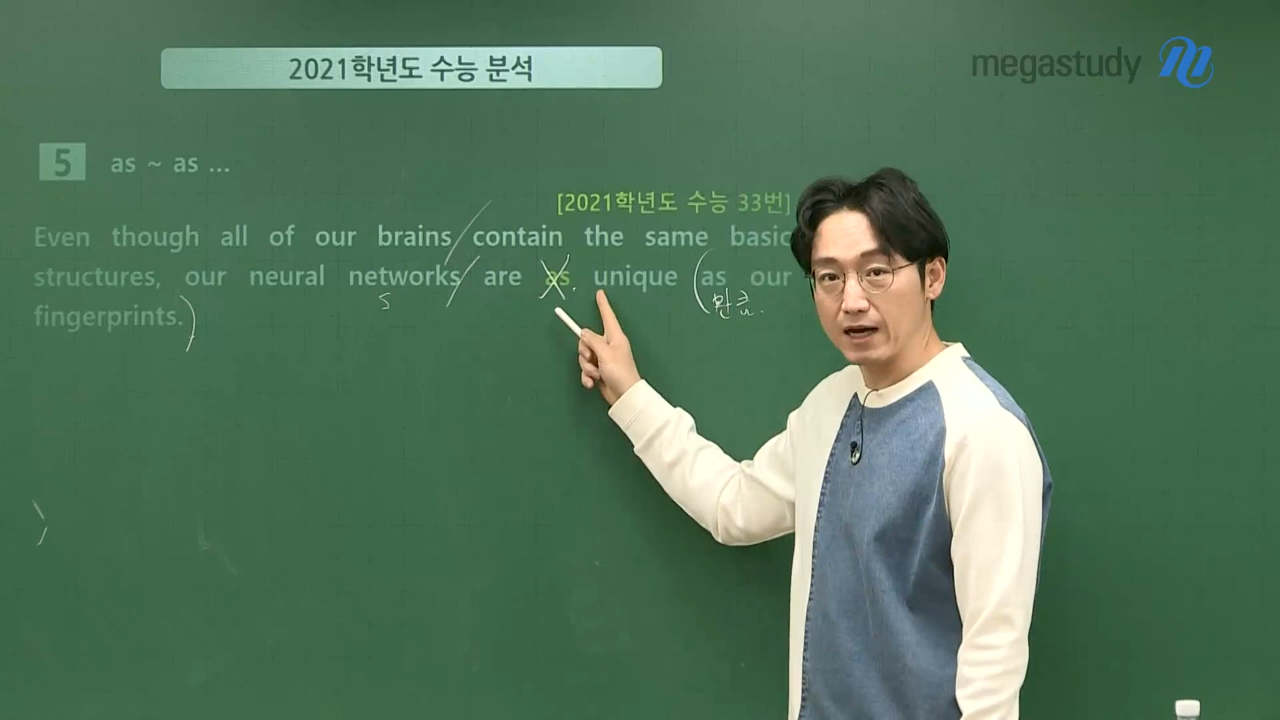 2021학년도 수능 분석
megastudy
5 as ~ as ...
[2021학년도 수능 33번]
Even though all of our brains contain the same basic
structures, our neural networks are as unique as our
s
만큼.
fingerprints.